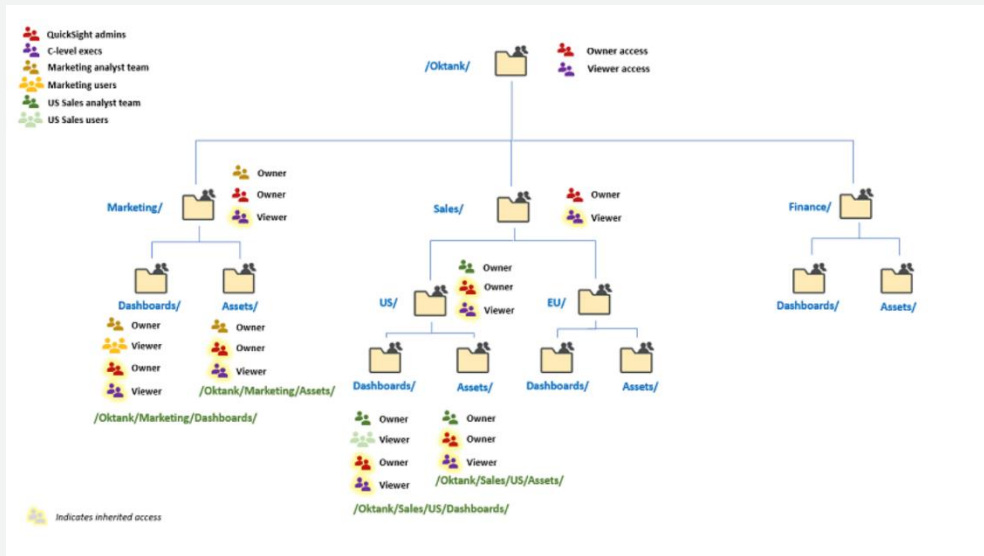 QuickSight admins
C-level execs
Marketing analyst team
Marketing users
US Sales analyst team
US Sales users
/Oktank/
Owner access
Viewer access
Marketing/
Owner
Owner
Viewer
Sales/
Owner
Viewer
Finance/
Dashboards/
Assets/
Owner
Viewer
Owner
Viewer
Owner
Owner
Viewer
/Oktank/Marketing/Assets/
/Oktank/Marketing/Dashboards/
US/
Owner
Owner
Viewer
EU/
Dashboards/
Assets/
Dashboards/
Assets/
Dashboards/
Assets/
Owner
Viewer
Owner
Viewer
Owner
Owner
Viewer
/Oktank/Sales/US/Assets/
/Oktank/Sales/US/Dashboards/
Indicates inherited access